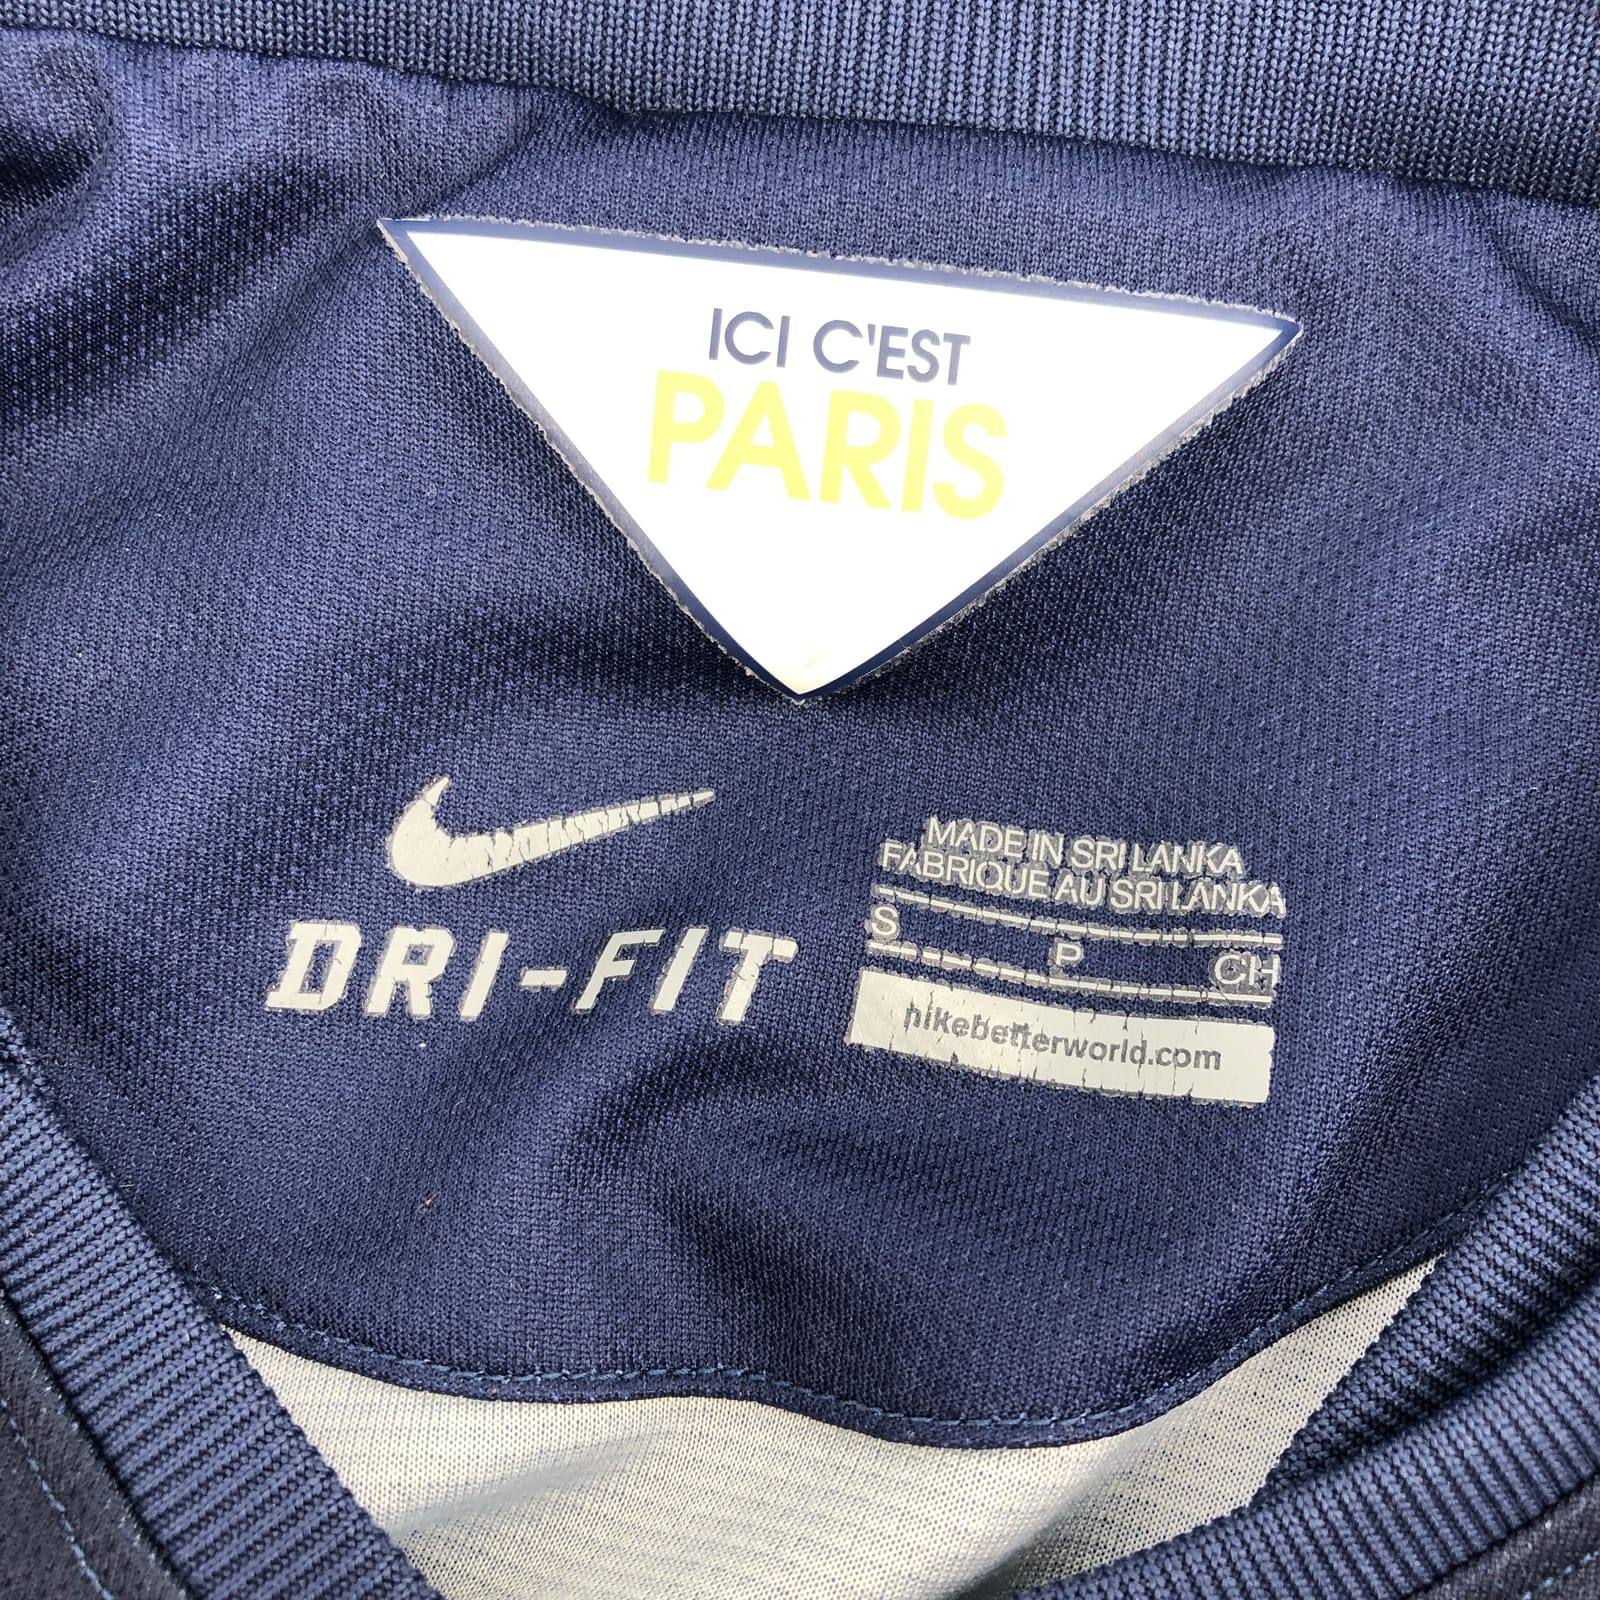 ICI C'EST
PARIS
DRI-FIT
MADE IN SRI LANKA
FABRIQUE AU SRI LANKA
S P CH
nikebetterworld.com